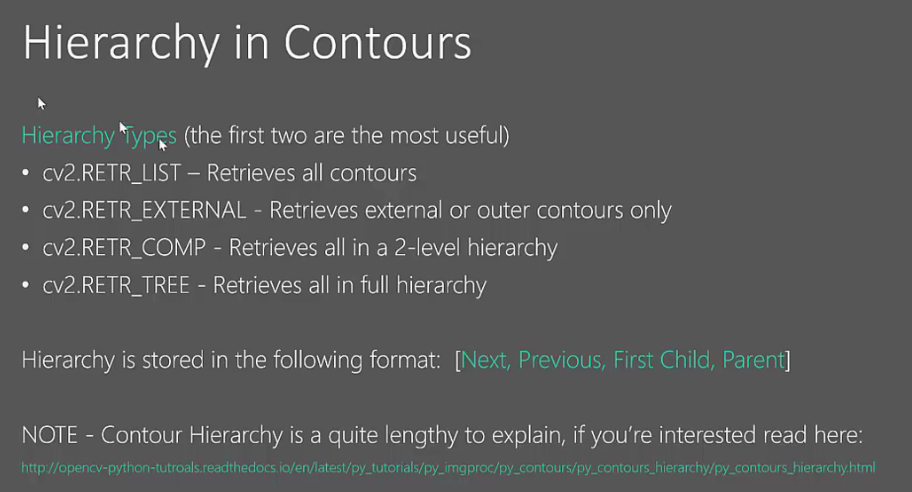 Hierarchy in Contours
Hierarchy Types (the first two are the most useful)
• cv2.RETR_LIST – Retrieves all contours
• cv2.RETR_EXTERNAL - Retrieves external or outer contours only
• cv2.RETR_COMP - Retrieves all in a 2-level hierarchy
• cv2.RETR_TREE - Retrieves all in full hierarchy
Hierarchy is stored in the following format: [Next, Previous, First Child, Parent]
NOTE - Contour Hierarchy is a quite lengthy to explain, if you’re interested read here:
http://opencv-python-tutroals.readthedocs.io/en/latest/py_tutorials/py_imgproc/py_contours/py_contours_hierarchy/py_contours_hierarchy.html